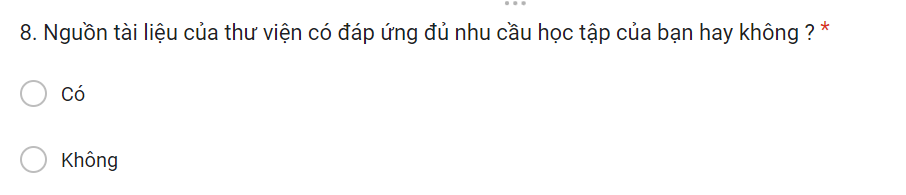 8. Nguồn tài liệu của thư viện có đáp ứng đủ nhu cầu học tập của bạn hay không ? *
Có
Không